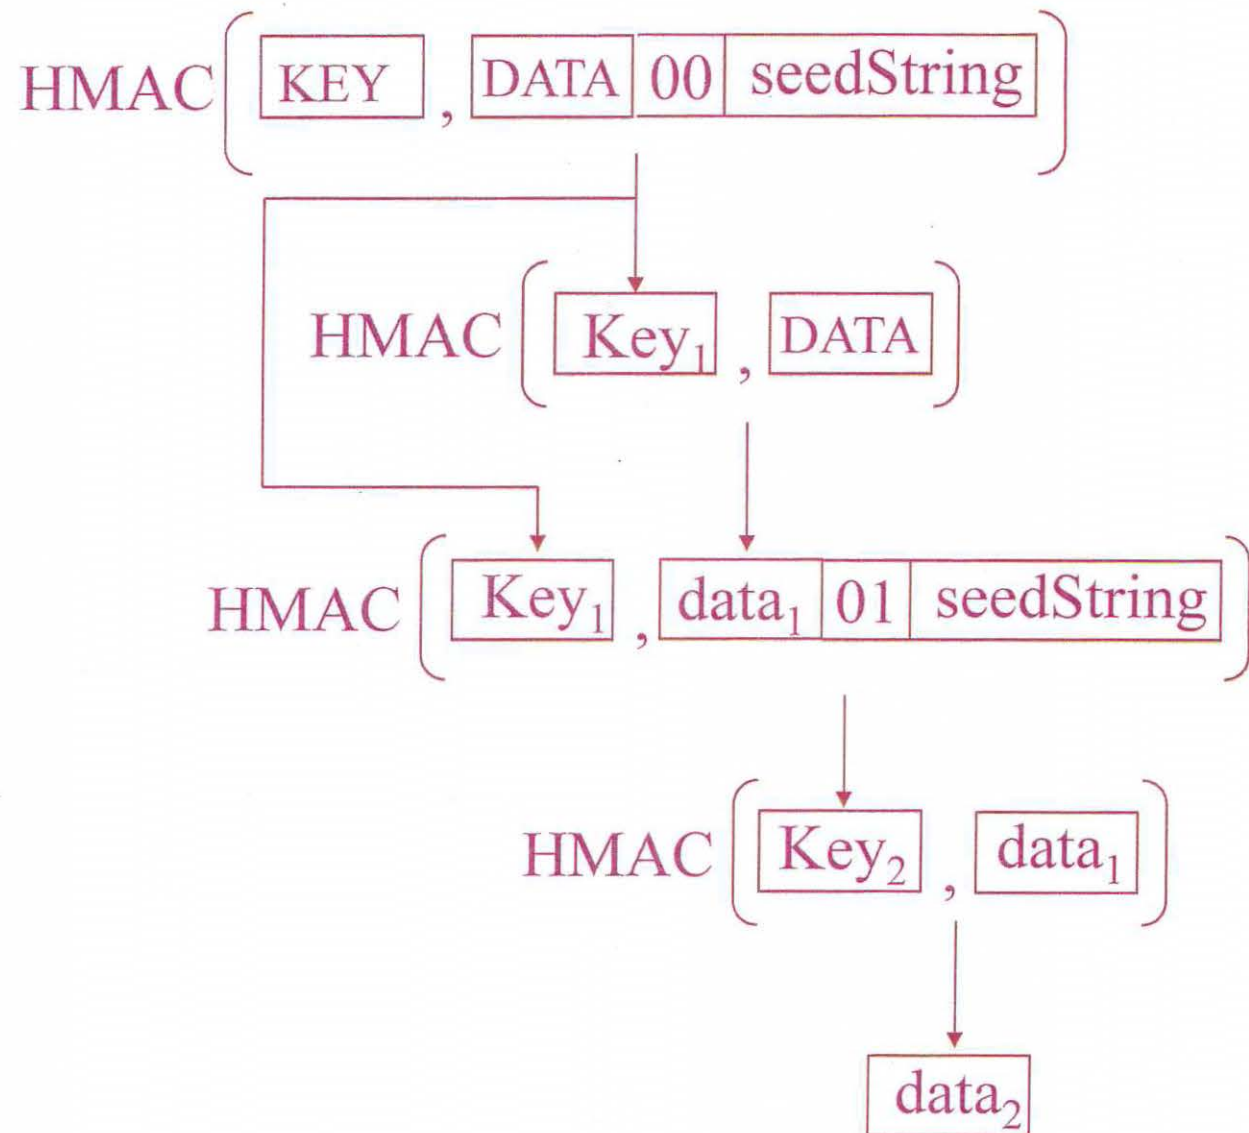 HMAC ( KEY , DATA 00 seedString )
HMAC ( Key₁ , DATA )
HMAC ( Key₁ , data₁ 01 seedString )
HMAC ( Key₂ , data₁ )
data₂